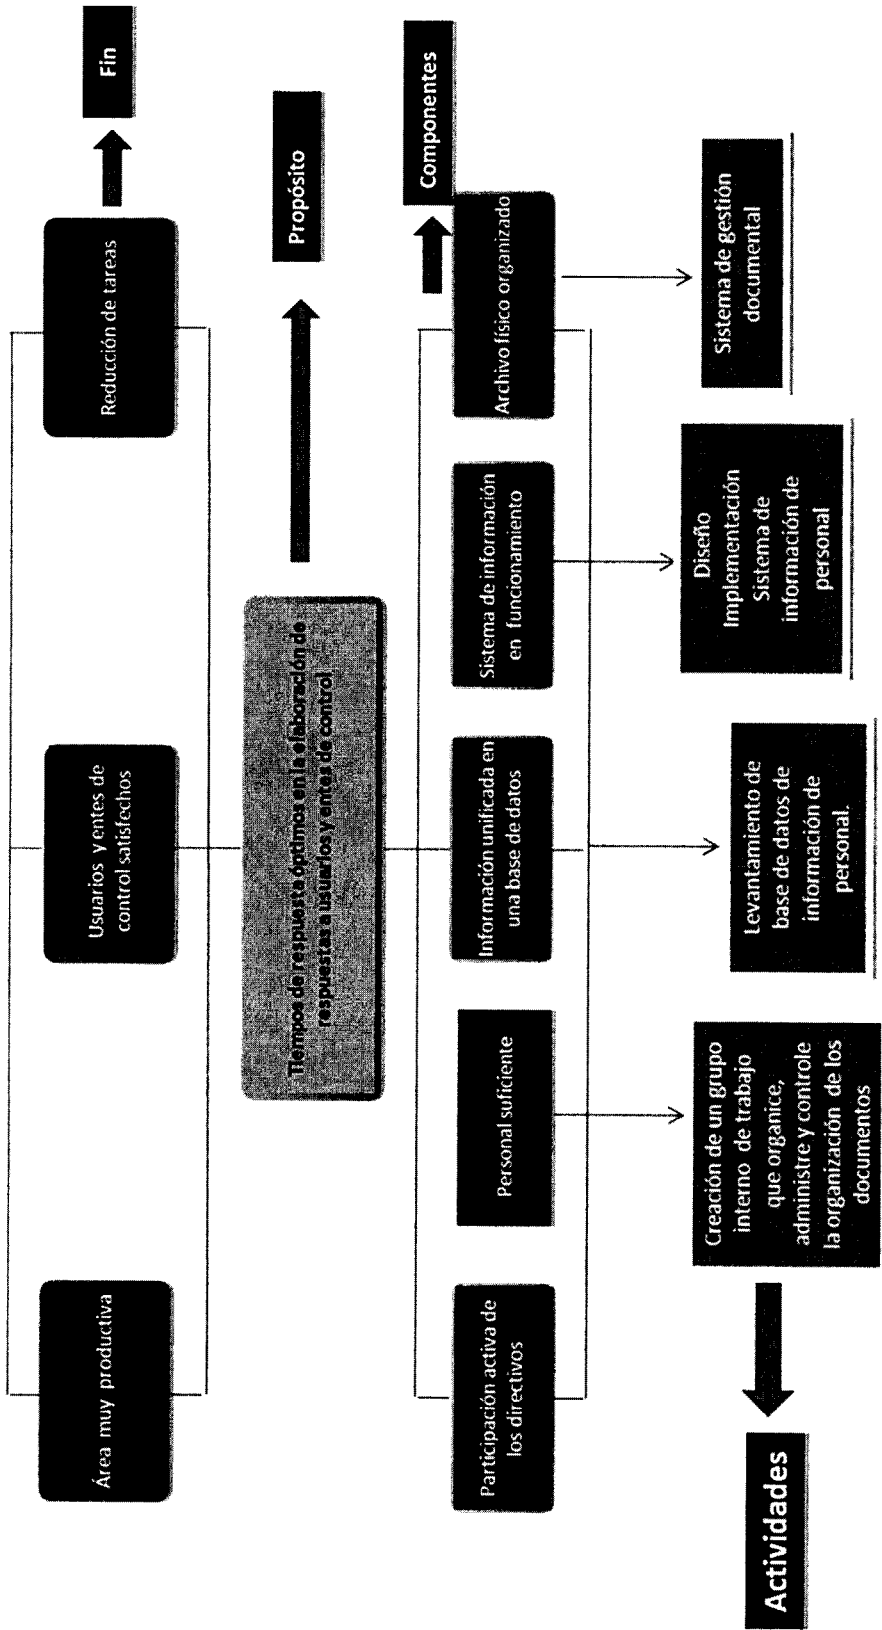 Área muy productiva
Usuarios y entes de
control satisfechos
Reducción de tareas
Fin
Tiempos de respuesta óptimos en la elaboración de
respuestas a usuarios y entes de control
Propósito
Participación activa de
los directivos
Personal suficiente
Información unificada en
una base de datos
Sistema de información
en funcionamiento
Archivo físico organizado
Componentes
Actividades
Creación de un grupo
interno de trabajo
que organice,
administre y controle
la organización de los
documentos
Levantamiento de
base de datos de
información de
personal.
Diseño
Implementación
Sistema de
información de
personal
Sistema de gestión
documental